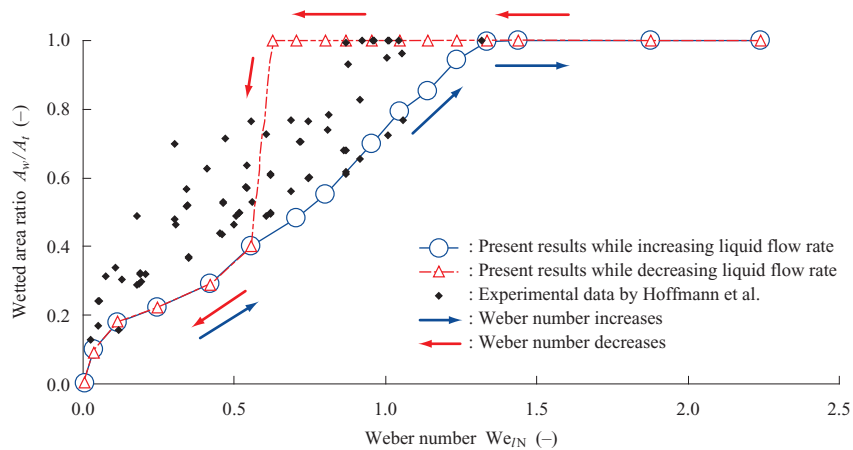 1.0
0.8
0.6
0.4
0.2
0.0
Wetted area ratio A_w/A_t (–)
0.0 0.5 1.0 1.5 2.0 2.5
Weber number We_lN (–)
: Present results while increasing liquid flow rate
: Present results while decreasing liquid flow rate
: Experimental data by Hoffmann et al.
: Weber number increases
: Weber number decreases